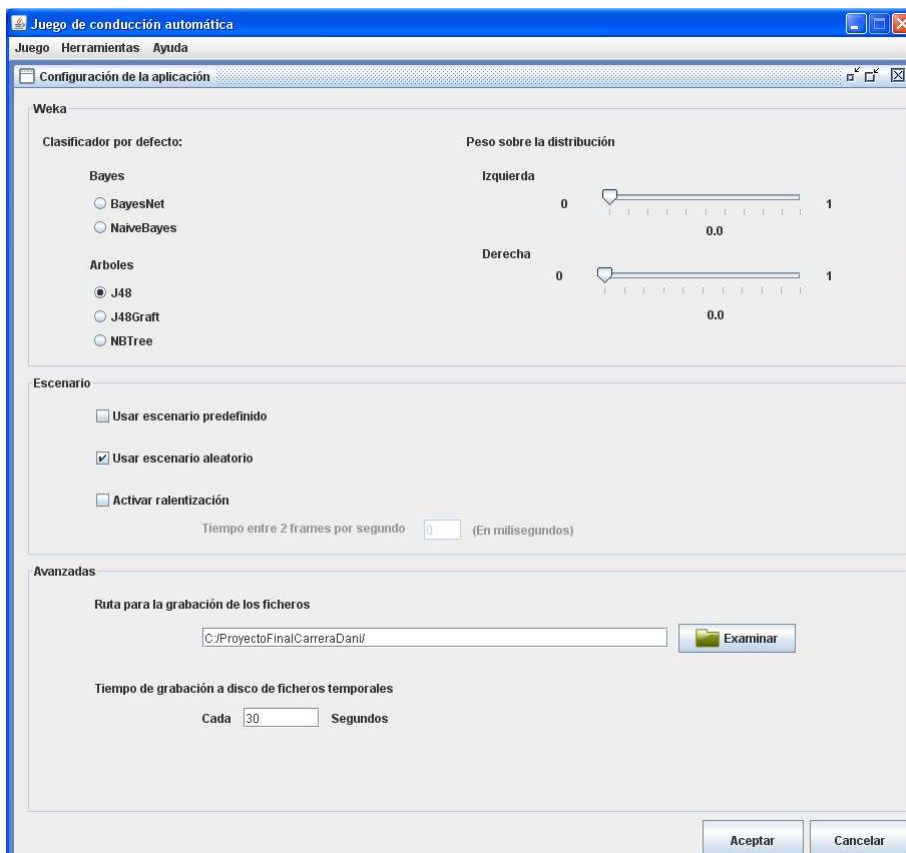 Juego de conducción automática
Juego Herramientas Ayuda
Configuración de la aplicación
Weka
Clasificador por defecto:
Bayes
BayesNet
NaiveBayes
Arboles
J48
J48Graft
NBTree
Peso sobre la distribución
Izquierda
0 1
0.0
Derecha
0 1
0.0
Escenario
Usar escenario predefinido
Usar escenario aleatorio
Activar ralentización
Tiempo entre 2 frames por segundo 0 (En milisegundos)
Avanzadas
Ruta para la grabación de los ficheros
C:/ProyectoFinalCarreraDani/ Examinar
Tiempo de grabación a disco de ficheros temporales
Cada 30 Segundos
Aceptar Cancelar